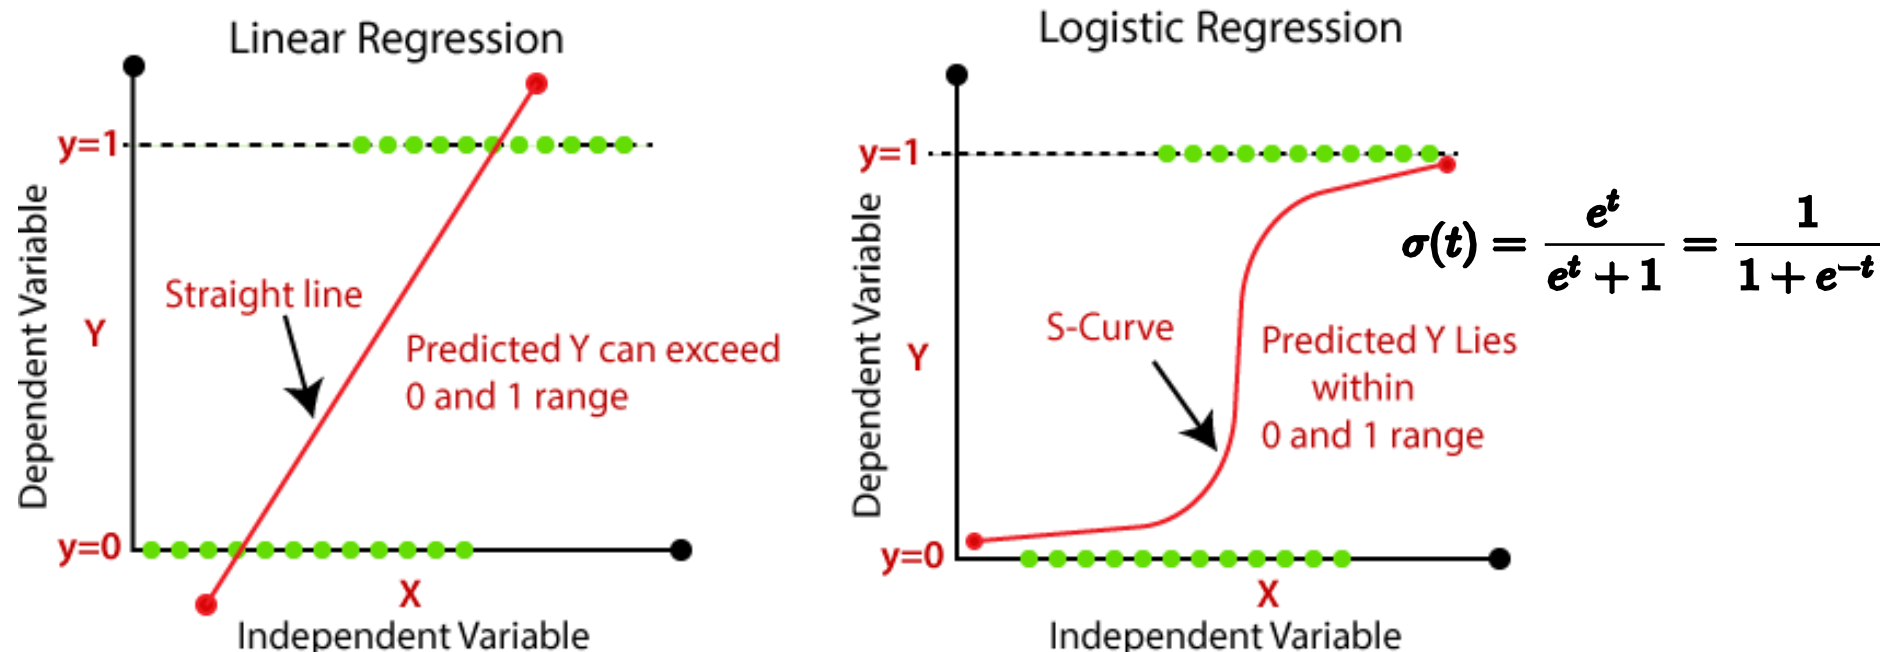 Linear Regression
y=1
Dependent Variable
Y
Straight line
Predicted Y can exceed
0 and 1 range
y=0
X
Independent Variable
Logistic Regression
y=1
Dependent Variable
Y
S-Curve
Predicted Y Lies
within
0 and 1 range
y=0
X
Independent Variable
σ(t) = e^t / (e^t + 1) = 1 / (1 + e^−t)